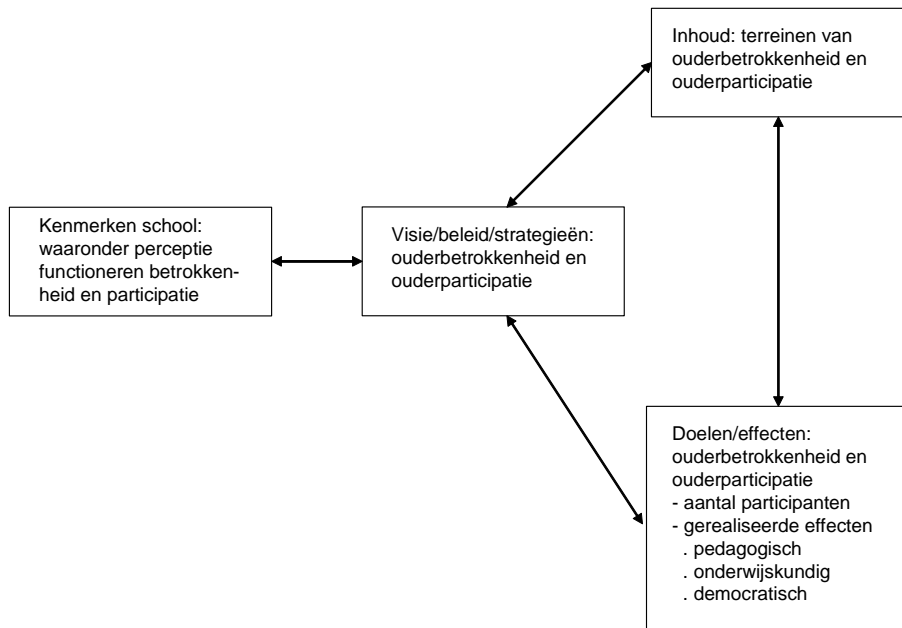 Inhoud: terreinen van
ouderbetrokkenheid en
ouderparticipatie
Kenmerken school:
waaronder perceptie
functioneren betrokken-
heid en participatie
Visie/beleid/strategieën:
ouderbetrokkenheid en
ouderparticipatie
Doelen/effecten:
ouderbetrokkenheid en
ouderparticipatie
- aantal participanten
- gerealiseerde effecten
. pedagogisch
. onderwijskundig
. democratisch